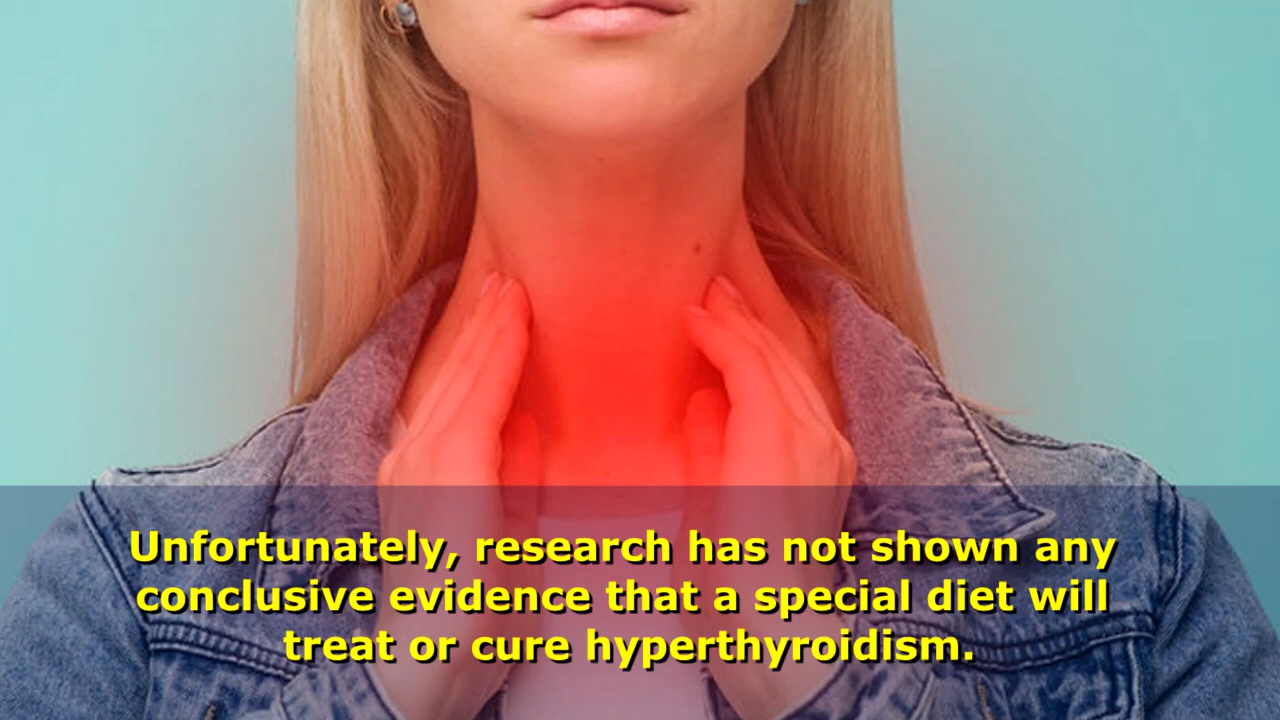 Unfortunately, research has not shown any
conclusive evidence that a special diet will
treat or cure hyperthyroidism.